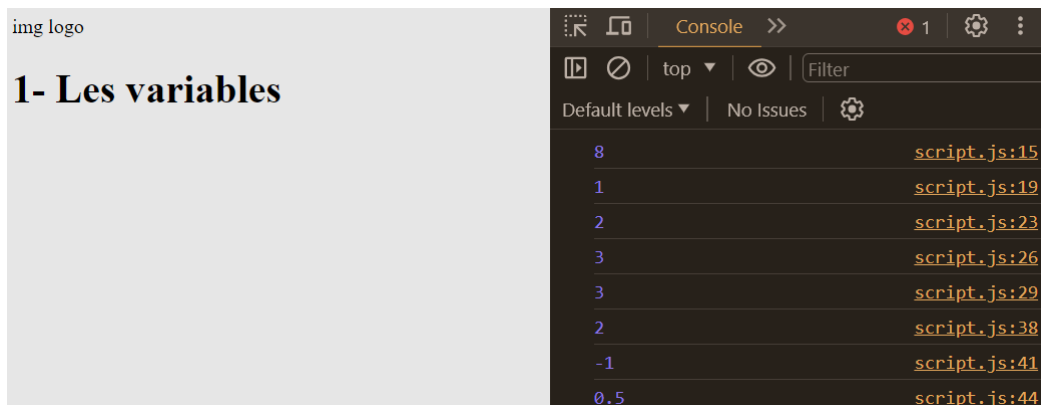 img logo
1- Les variables
Console
1
top
Filter
Default levels
No Issues
8 script.js:15
1 script.js:19
2 script.js:23
3 script.js:26
3 script.js:29
2 script.js:38
-1 script.js:41
0.5 script.js:44